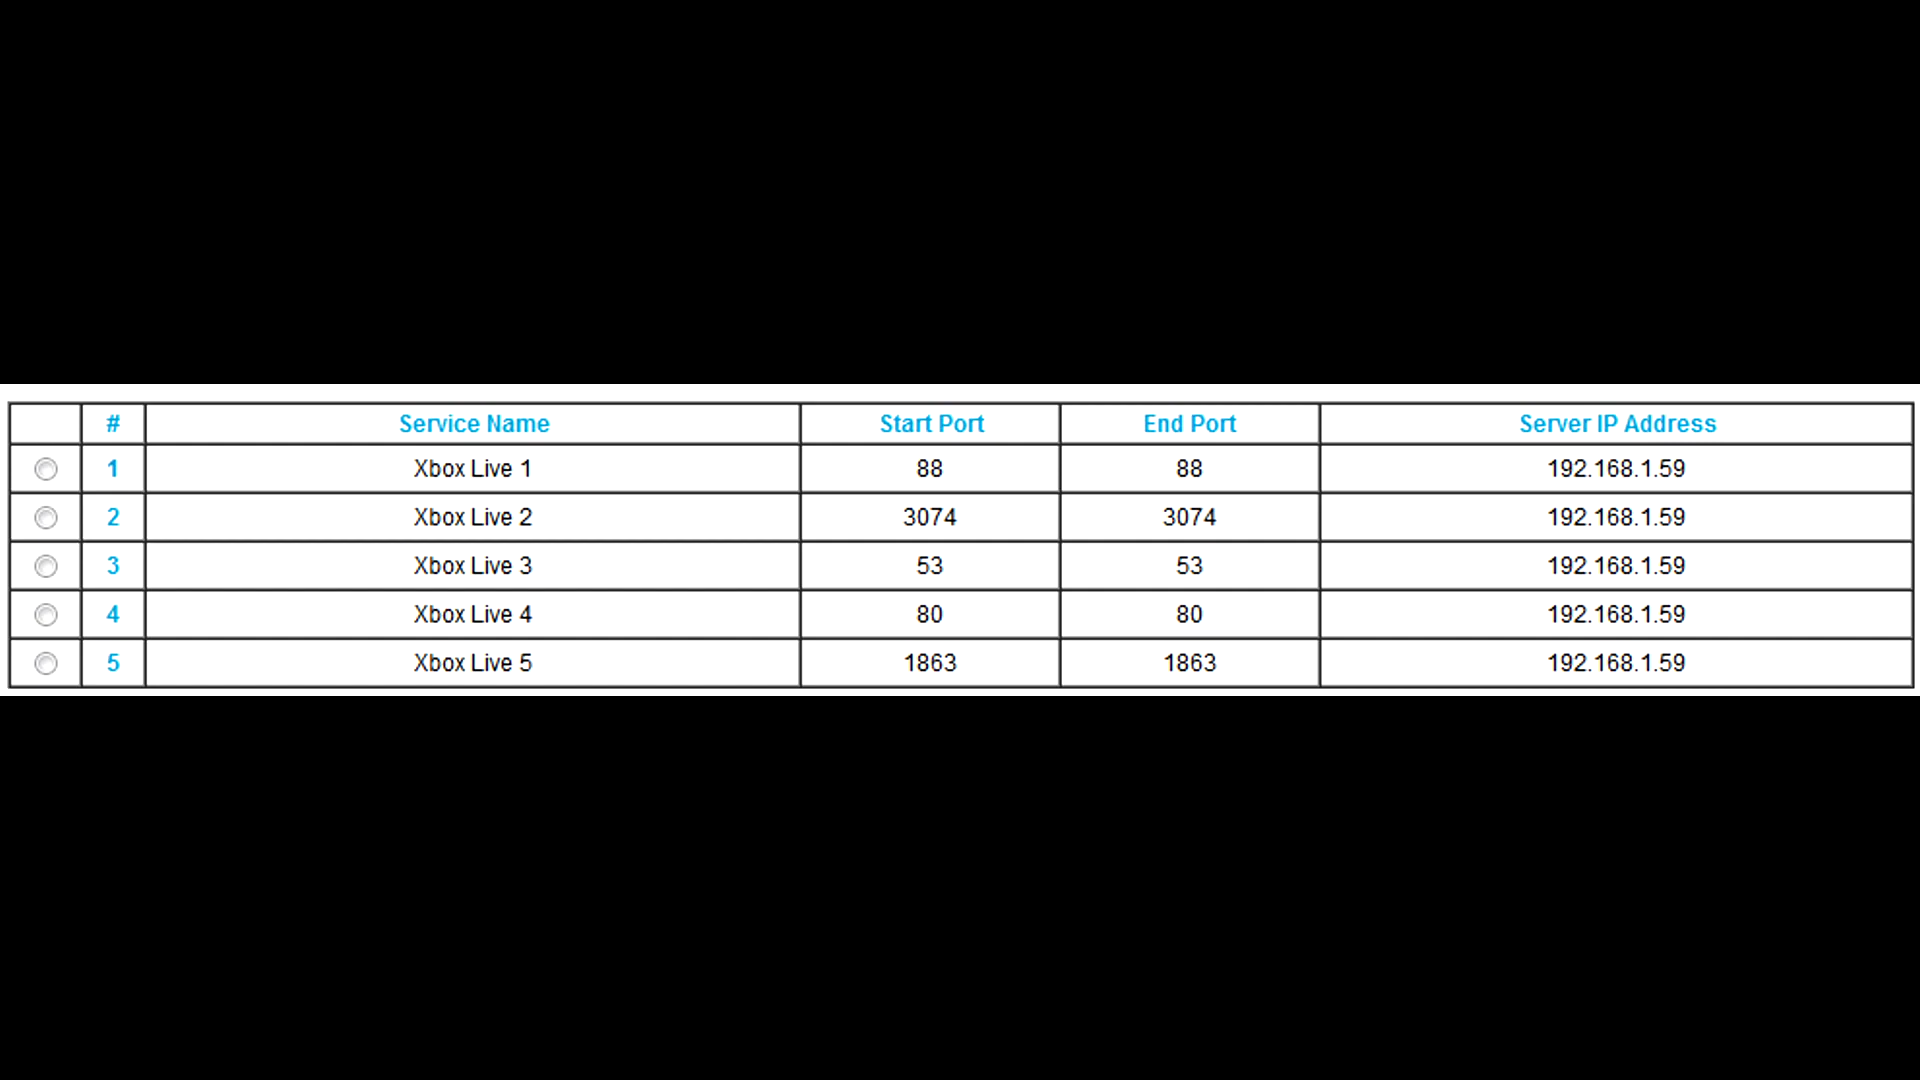 # Service Name Start Port End Port Server IP Address
1 Xbox Live 1 88 88 192.168.1.59
2 Xbox Live 2 3074 3074 192.168.1.59
3 Xbox Live 3 53 53 192.168.1.59
4 Xbox Live 4 80 80 192.168.1.59
5 Xbox Live 5 1863 1863 192.168.1.59